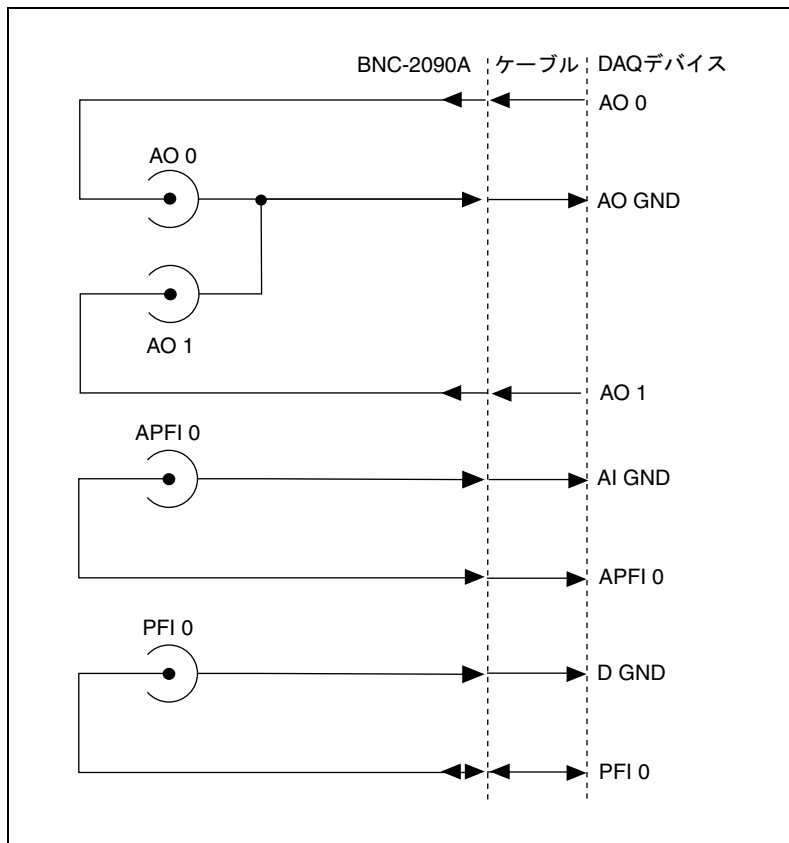 BNC-2090A ケーブル DAQデバイス
AO 0
AO 0
AO GND
AO 1
AO 1
APFI 0
AI GND
APFI 0
PFI 0
D GND
PFI 0